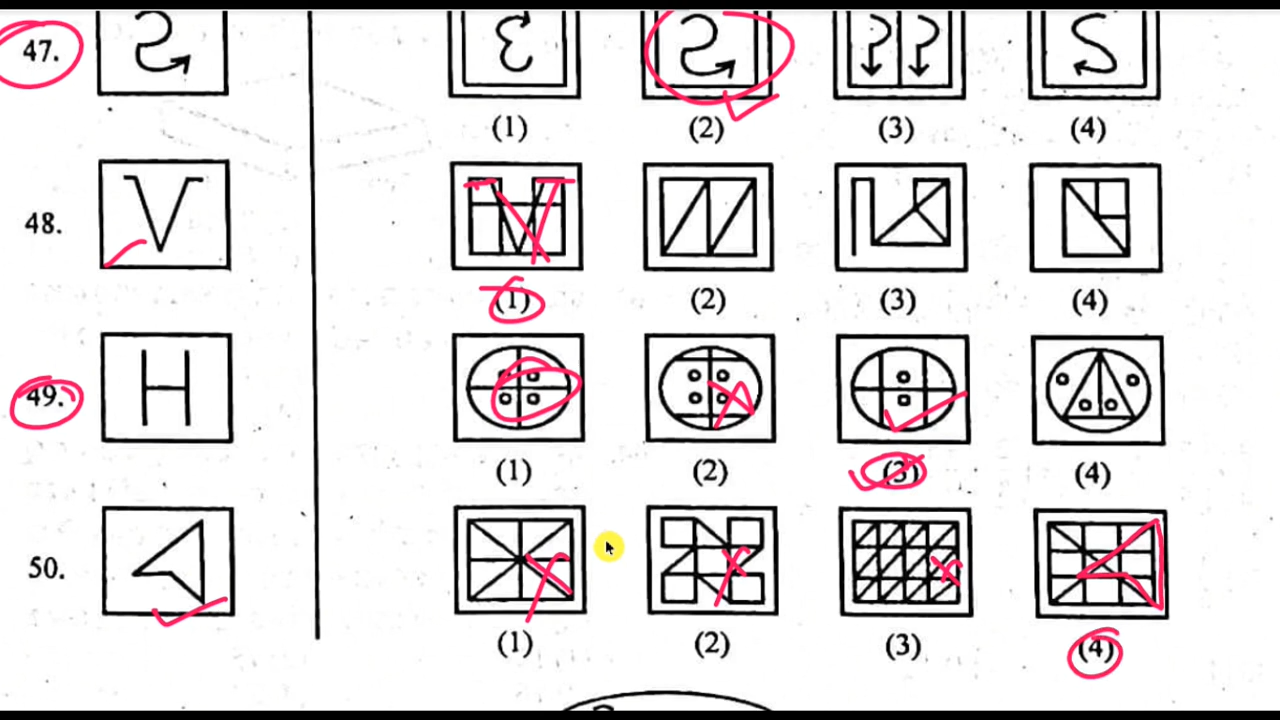 47.
(1) (2) (3) (4)
48.
(1) (2) (3) (4)
49.
(1) (2) (3) (4)
50.
(1) (2) (3) (4)